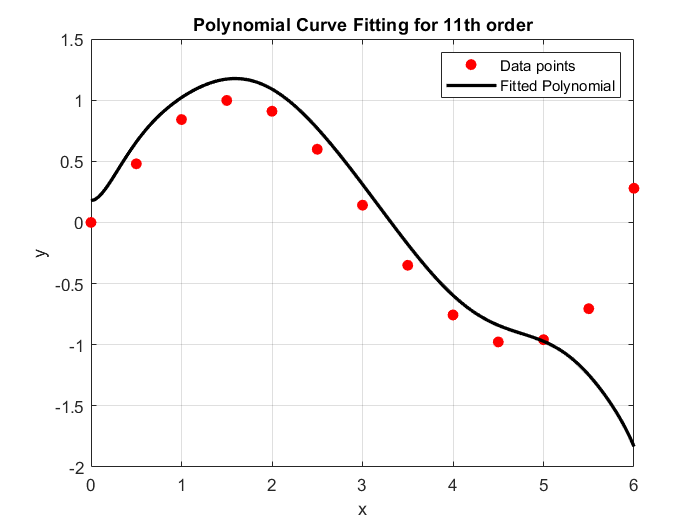 Polynomial Curve Fitting for 11th order
1.5
1
0.5
0
-0.5
-1
-1.5
-2
y
Data points
Fitted Polynomial
0 1 2 3 4 5 6
x